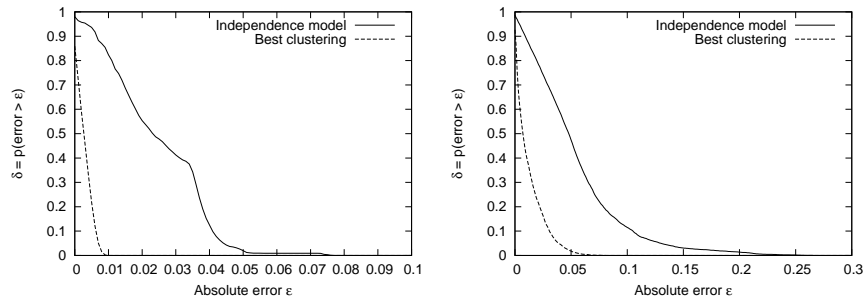 1
0.9
0.8
0.7
0.6
0.5
0.4
0.3
0.2
0.1
0
δ = p(error > ε)
Independence model
Best clustering
0 0.01 0.02 0.03 0.04 0.05 0.06 0.07 0.08 0.09 0.1
Absolute error ε
1
0.9
0.8
0.7
0.6
0.5
0.4
0.3
0.2
0.1
0
δ = p(error > ε)
Independence model
Best clustering
0 0.05 0.1 0.15 0.2 0.25 0.3
Absolute error ε